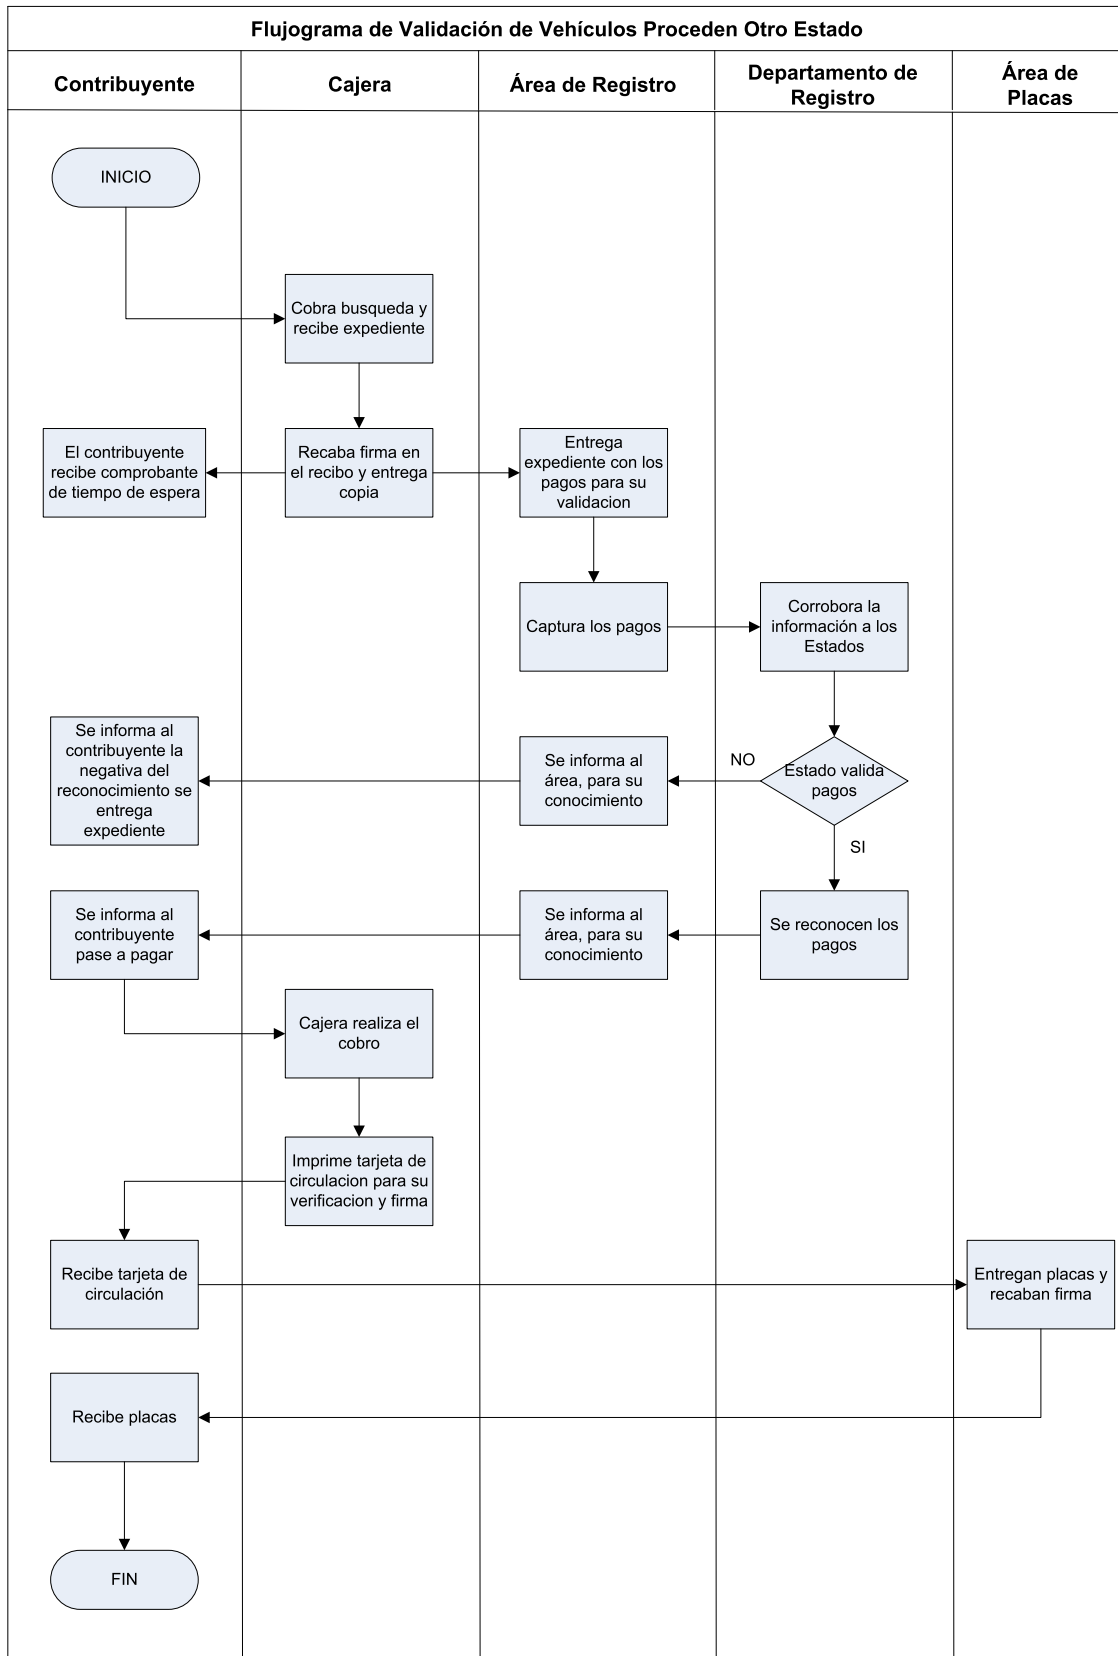 Flujograma de Validación de Vehículos Proceden Otro Estado
Contribuyente
Cajera
Área de Registro
Departamento de
Registro
Área de
Placas
INICIO
Cobra busqueda y
recibe expediente
El contribuyente
recibe comprobante
de tiempo de espera
Recaba firma en
el recibo y entrega
copia
Entrega
expediente con los
pagos para su
validacion
Captura los pagos
Corrobora la
información a los
Estados
Se informa al
contribuyente la
negativa del
reconocimiento se
entrega
expediente
Se informa al
área, para su
conocimiento
NO
Estado valida
pagos
SI
Se informa al
contribuyente
pase a pagar
Se informa al
área, para su
conocimiento
Se reconocen los
pagos
Cajera realiza el
cobro
Imprime tarjeta de
circulacion para su
verificacion y firma
Recibe tarjeta de
circulación
Entregan placas y
recaban firma
Recibe placas
FIN